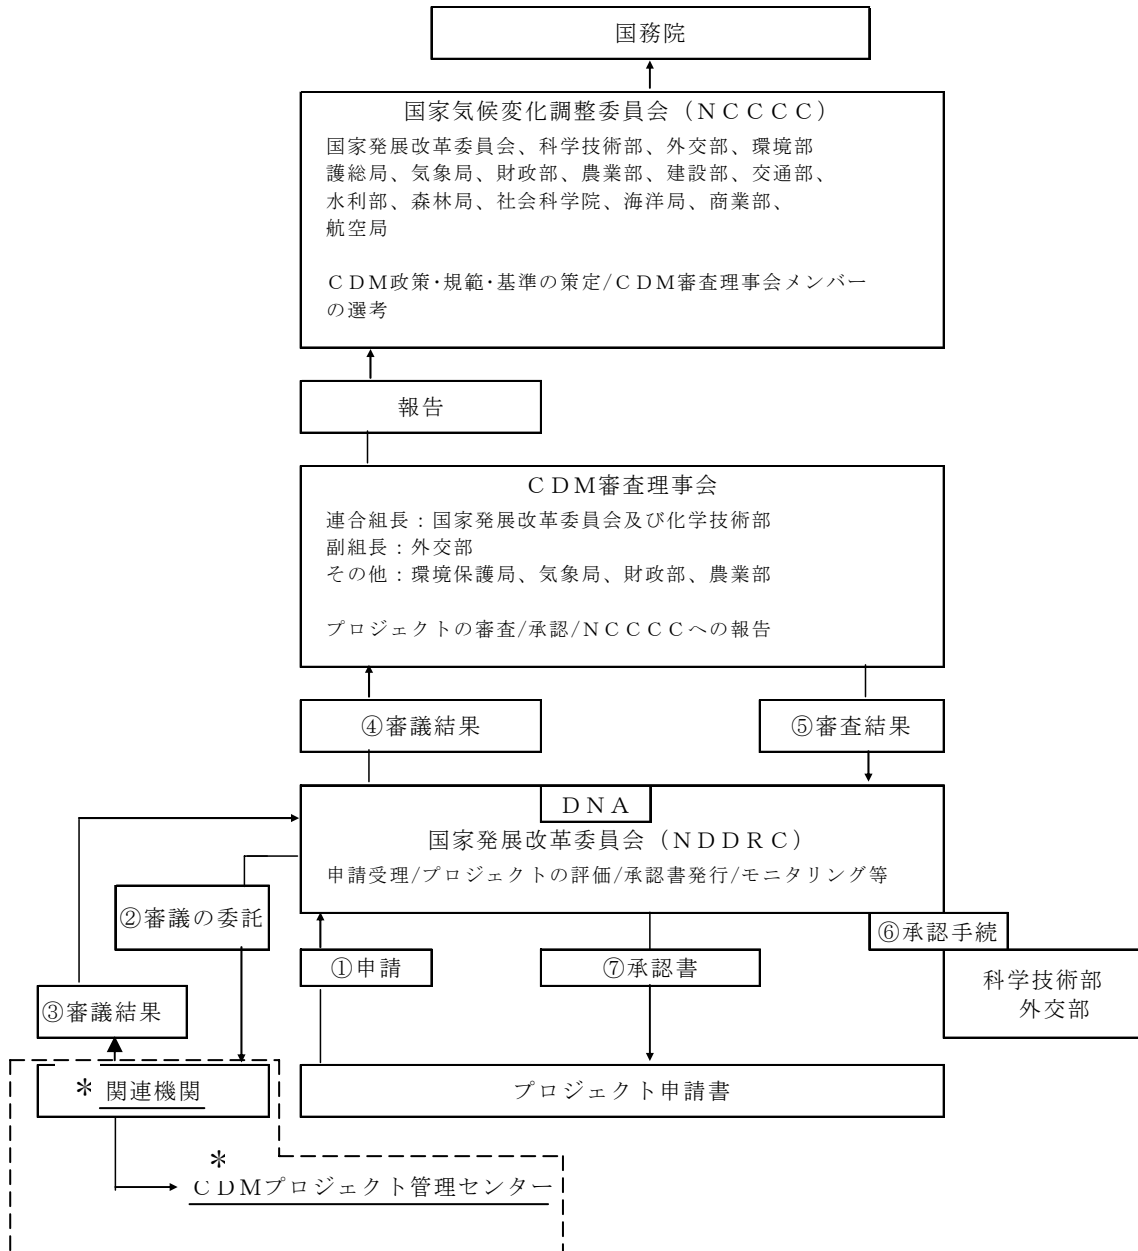 国務院
国家気候変化調整委員会（ＮＣＣＣＣ）
国家発展改革委員会、科学技術部、外交部、環境部
護総局、気象局、財政部、農業部、建設部、交通部、
水利部、森林局、社会科学院、海洋局、商業部、
航空局
ＣＤＭ政策・規範・基準の策定/ＣＤＭ審査理事会メンバー
の選考
報告
ＣＤＭ審査理事会
連合組長：国家発展改革委員会及び化学技術部
副組長：外交部
その他：環境保護局、気象局、財政部、農業部
プロジェクトの審査/承認/ＮＣＣＣＣへの報告
④審議結果
⑤審査結果
ＤＮＡ
国家発展改革委員会（ＮＤＤＲＣ）
申請受理/プロジェクトの評価/承認書発行/モニタリング等
②審議の委託
⑥承認手続
①申請
⑦承認書
科学技術部
外交部
③審議結果
＊関連機関
プロジェクト申請書
＊
ＣＤＭプロジェクト管理センター